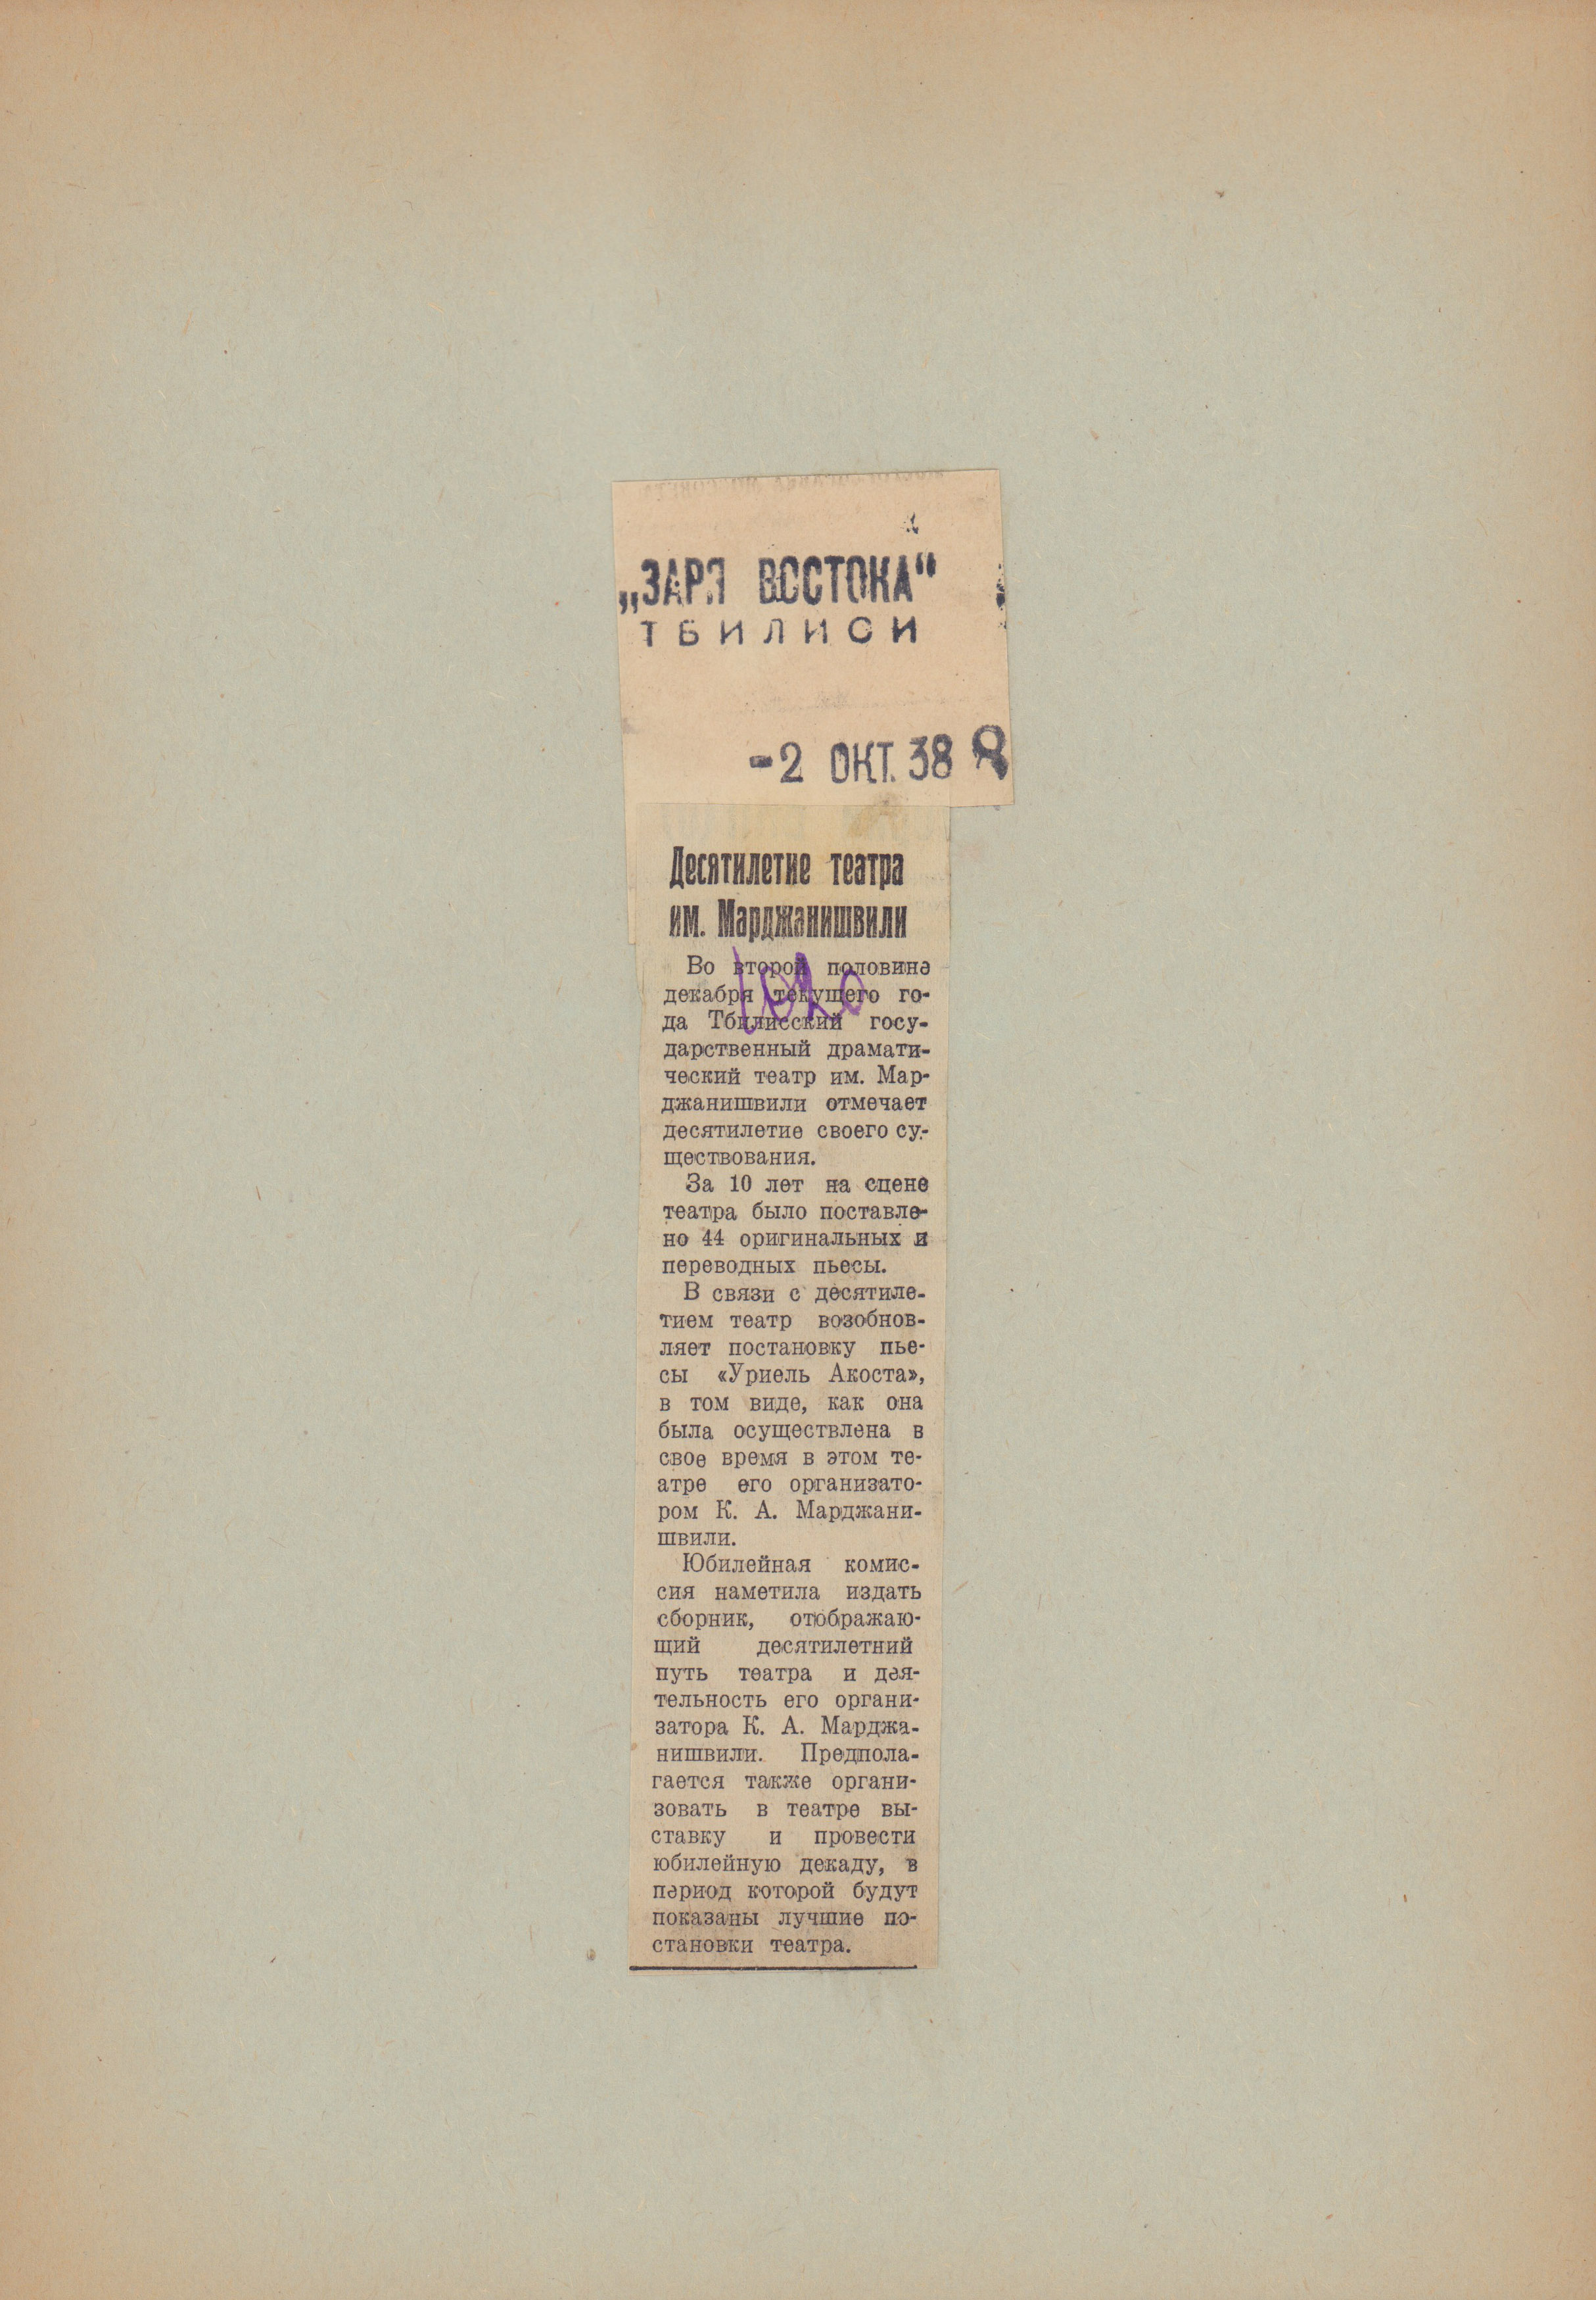 „ЗАРЯ ВОСТОКА“
ТБИЛИСИ
-2 ОКТ. 38
Десятилетие театра
им. Марджанишвили
Во второй половине
декабря текущего го-
да Тбилисский госу-
дарственный драмати-
ческий театр им. Мар-
джанишвили отмечает
десятилетие своего су-
ществования.
За 10 лет на сцене
театра было поставле-
но 44 оригинальных и
переводных пьесы.
В связи с десятиле-
тием театр возобнов-
ляет постановку пье-
сы «Уриель Акоста»,
в том виде, как она
была осуществлена в
свое время в этом те-
атре его организато-
ром К. А. Марджани-
швили.
Юбилейная комис-
сия наметила издать
сборник, отображаю-
щий десятилетний
путь театра и дея-
тельность его органи-
затора К. А. Марджа-
нишвили. Предпола-
гается также органи-
зовать в театре вы-
ставку и провести
юбилейную декаду, в
период которой будут
показаны лучшие по-
становки театра.